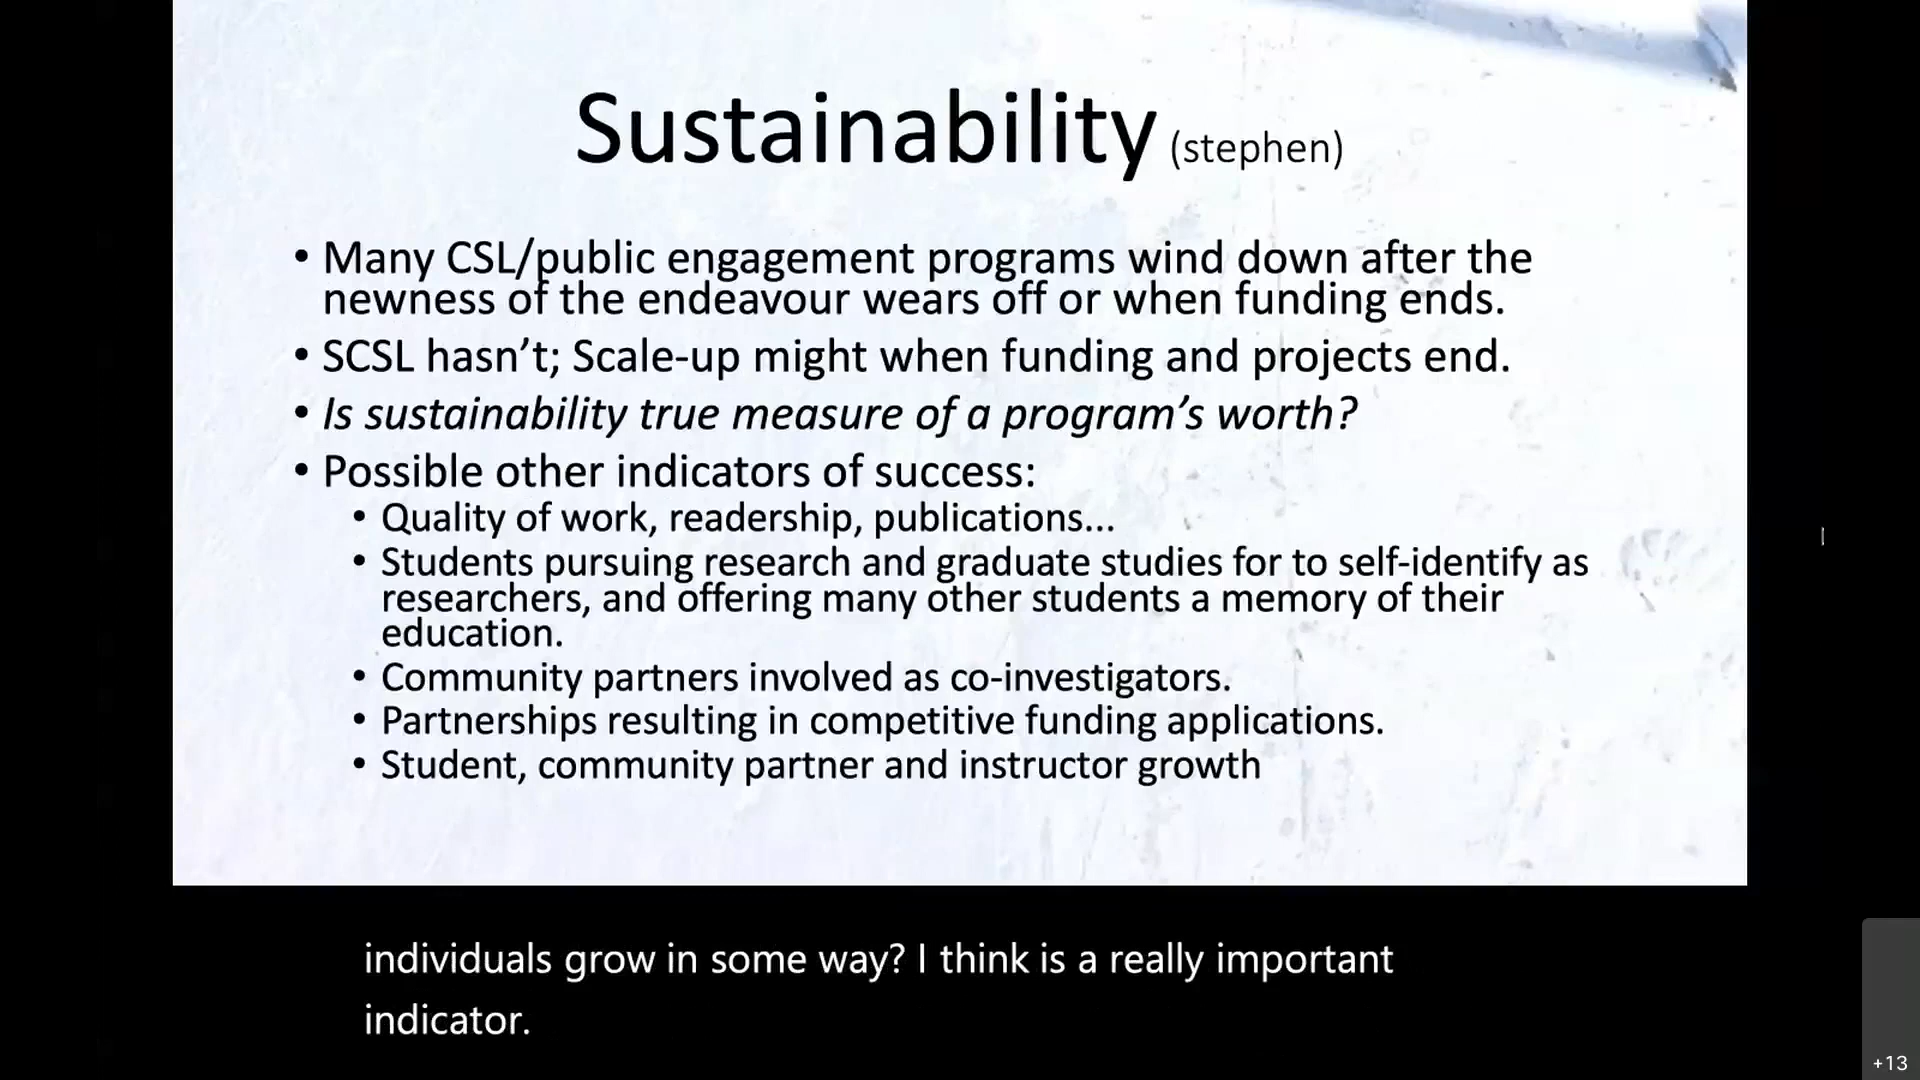 Sustainability (stephen)
• Many CSL/public engagement programs wind down after the
newness of the endeavour wears off or when funding ends.
• SCSL hasn’t; Scale-up might when funding and projects end.
• Is sustainability true measure of a program’s worth?
• Possible other indicators of success:
• Quality of work, readership, publications...
• Students pursuing research and graduate studies for to self-identify as
researchers, and offering many other students a memory of their
education.
• Community partners involved as co-investigators.
• Partnerships resulting in competitive funding applications.
• Student, community partner and instructor growth
individuals grow in some way? I think is a really important
indicator.
+13